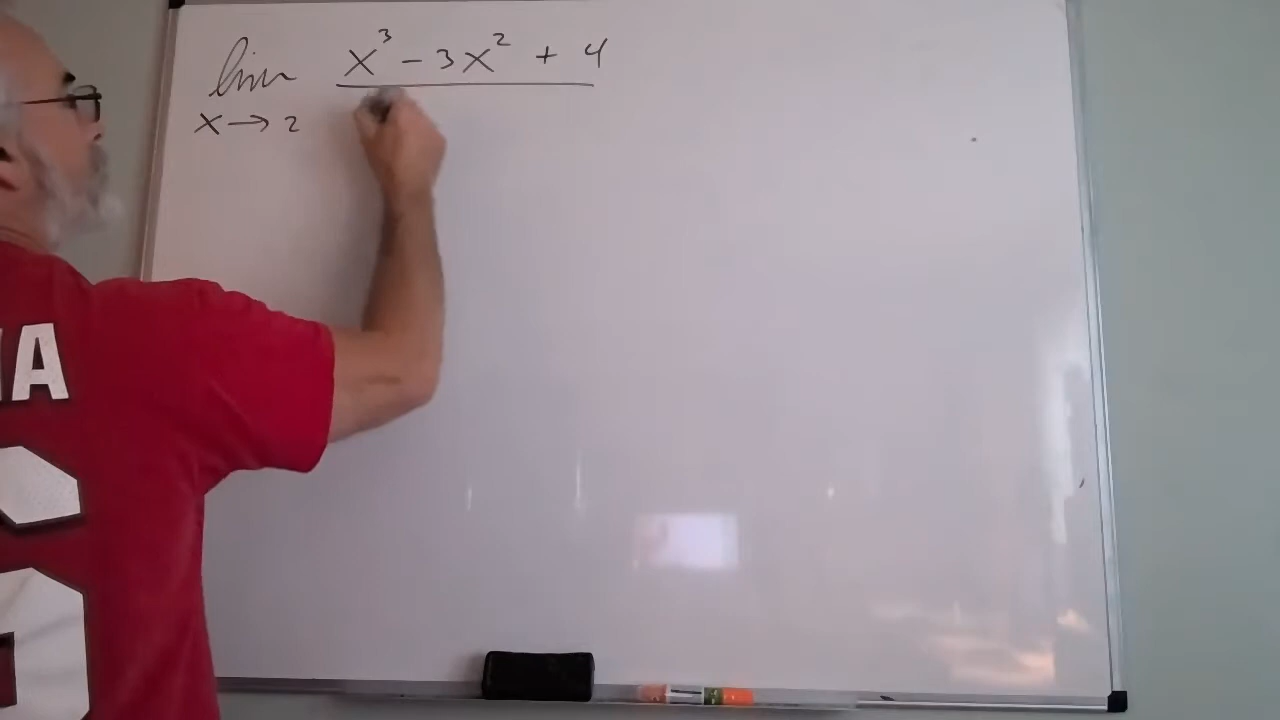 lim x³ - 3x² + 4
x → 2